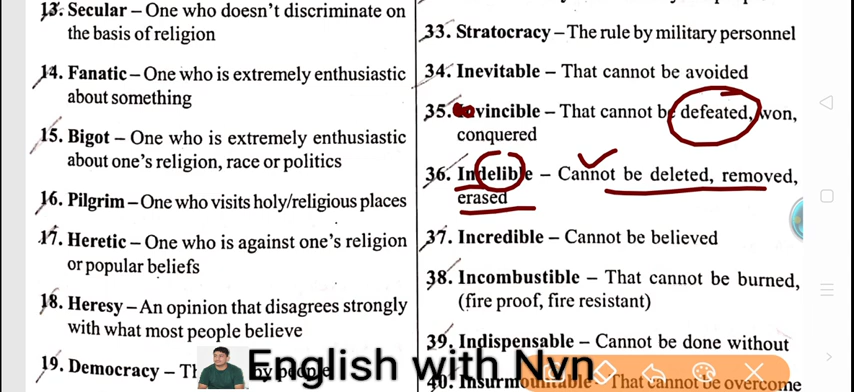 13. Secular – One who doesn't discriminate on
the basis of religion
14. Fanatic – One who is extremely enthusiastic
about something
15. Bigot – One who is extremely enthusiastic
about one's religion, race or politics
16. Pilgrim – One who visits holy/religious places
17. Heretic – One who is against one's religion
or popular beliefs
18. Heresy – An opinion that disagrees strongly
with what most people believe
19. Democracy –
33. Stratocracy – The rule by military personnel
34. Inevitable – That cannot be avoided
35. vincible – That cannot be defeated, won,
conquered
36. Indelible – Cannot be deleted, removed,
erased
37. Incredible – Cannot be believed
38. Incombustible – That cannot be burned,
(fire proof, fire resistant)
39. Indispensable – Cannot be done without
40. Insurmountable – That cannot be overcome
English with Nvn